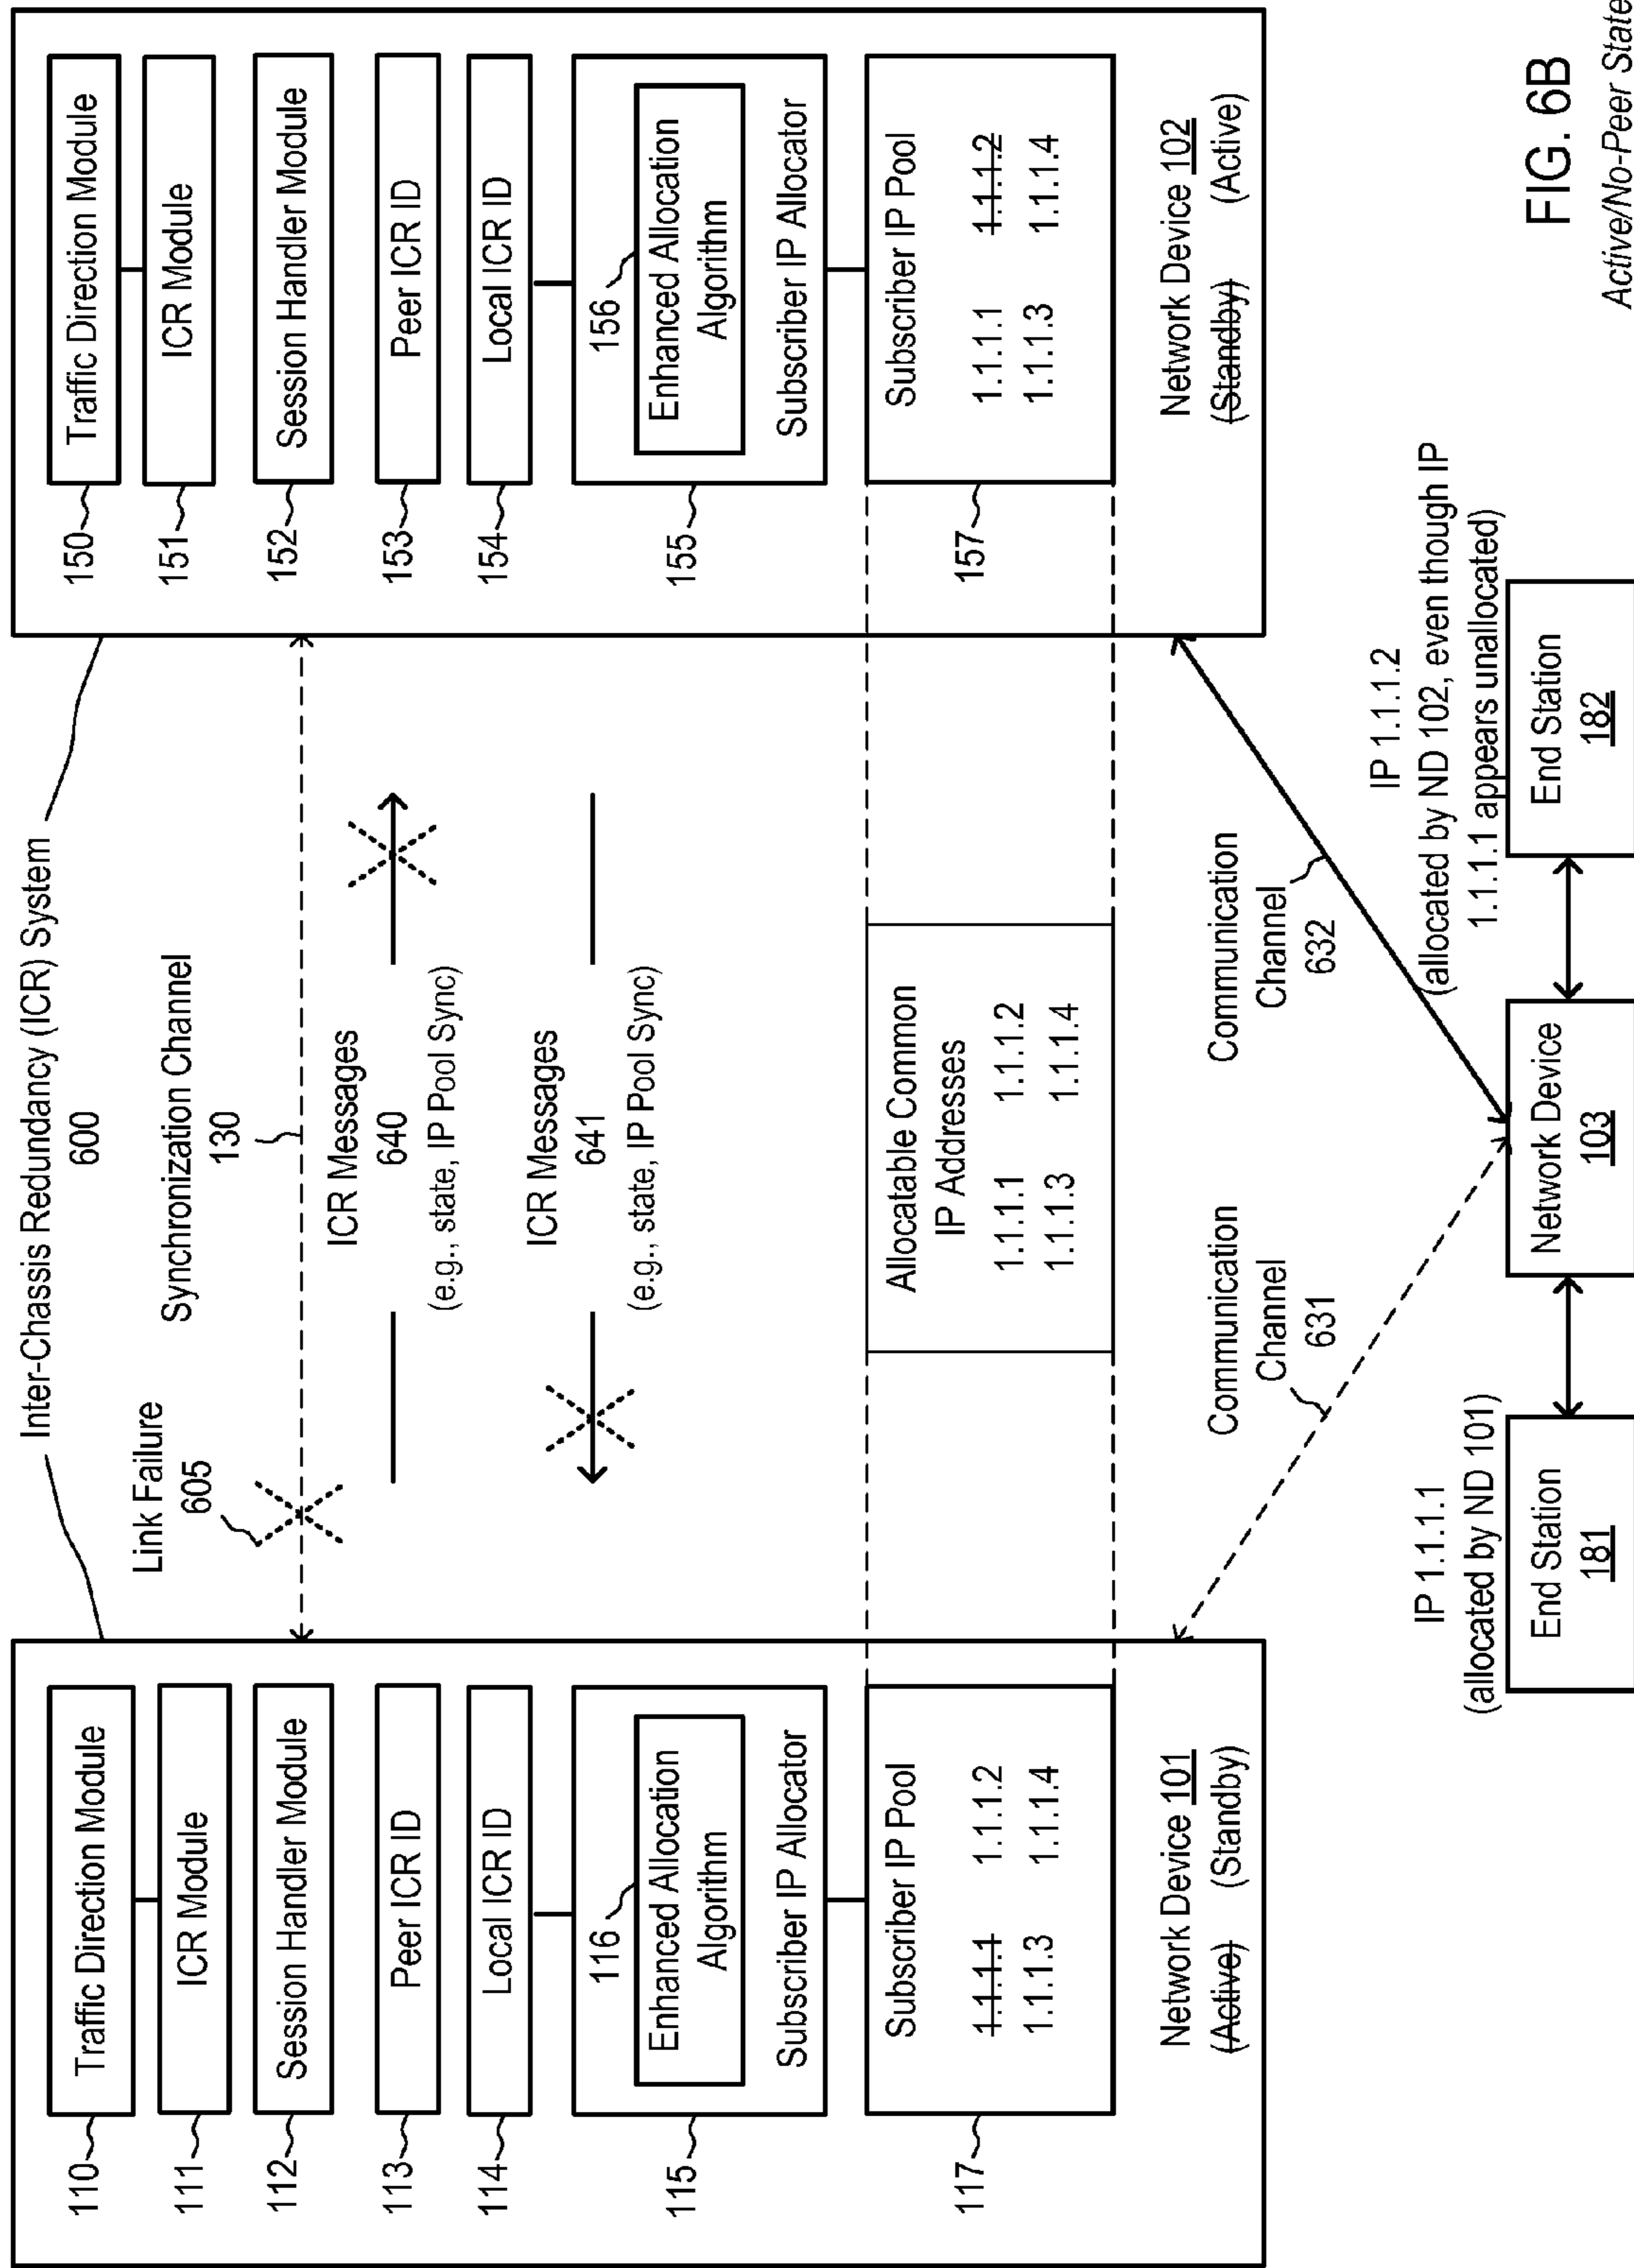 Inter-Chassis Redundancy (ICR) System
600
110
Traffic Direction Module
111
ICR Module
112
Session Handler Module
113
Peer ICR ID
114
Local ICR ID
115
116
Enhanced Allocation
Algorithm
Subscriber IP Allocator
117
Subscriber IP Pool
1.1.1.1 1.1.1.2
1.1.1.3 1.1.1.4
Network Device 101
(Active) (Standby)
Link Failure
605
Synchronization Channel
130
ICR Messages
640
(e.g., state, IP Pool Sync)
ICR Messages
641
(e.g., state, IP Pool Sync)
Allocatable Common
IP Addresses
1.1.1.1 1.1.1.2
1.1.1.3 1.1.1.4
150
Traffic Direction Module
151
ICR Module
152
Session Handler Module
153
Peer ICR ID
154
Local ICR ID
155
156
Enhanced Allocation
Algorithm
Subscriber IP Allocator
157
Subscriber IP Pool
1.1.1.1 1.1.1.2
1.1.1.3 1.1.1.4
Network Device 102
(Standby) (Active)
Communication
Channel
631
Communication
Channel
632
IP 1.1.1.1
(allocated by ND 101)
End Station
181
Network Device
103
IP 1.1.1.2
(allocated by ND 102, even though IP
1.1.1.1 appears unallocated)
End Station
182
FIG. 6B
Active/No-Peer State